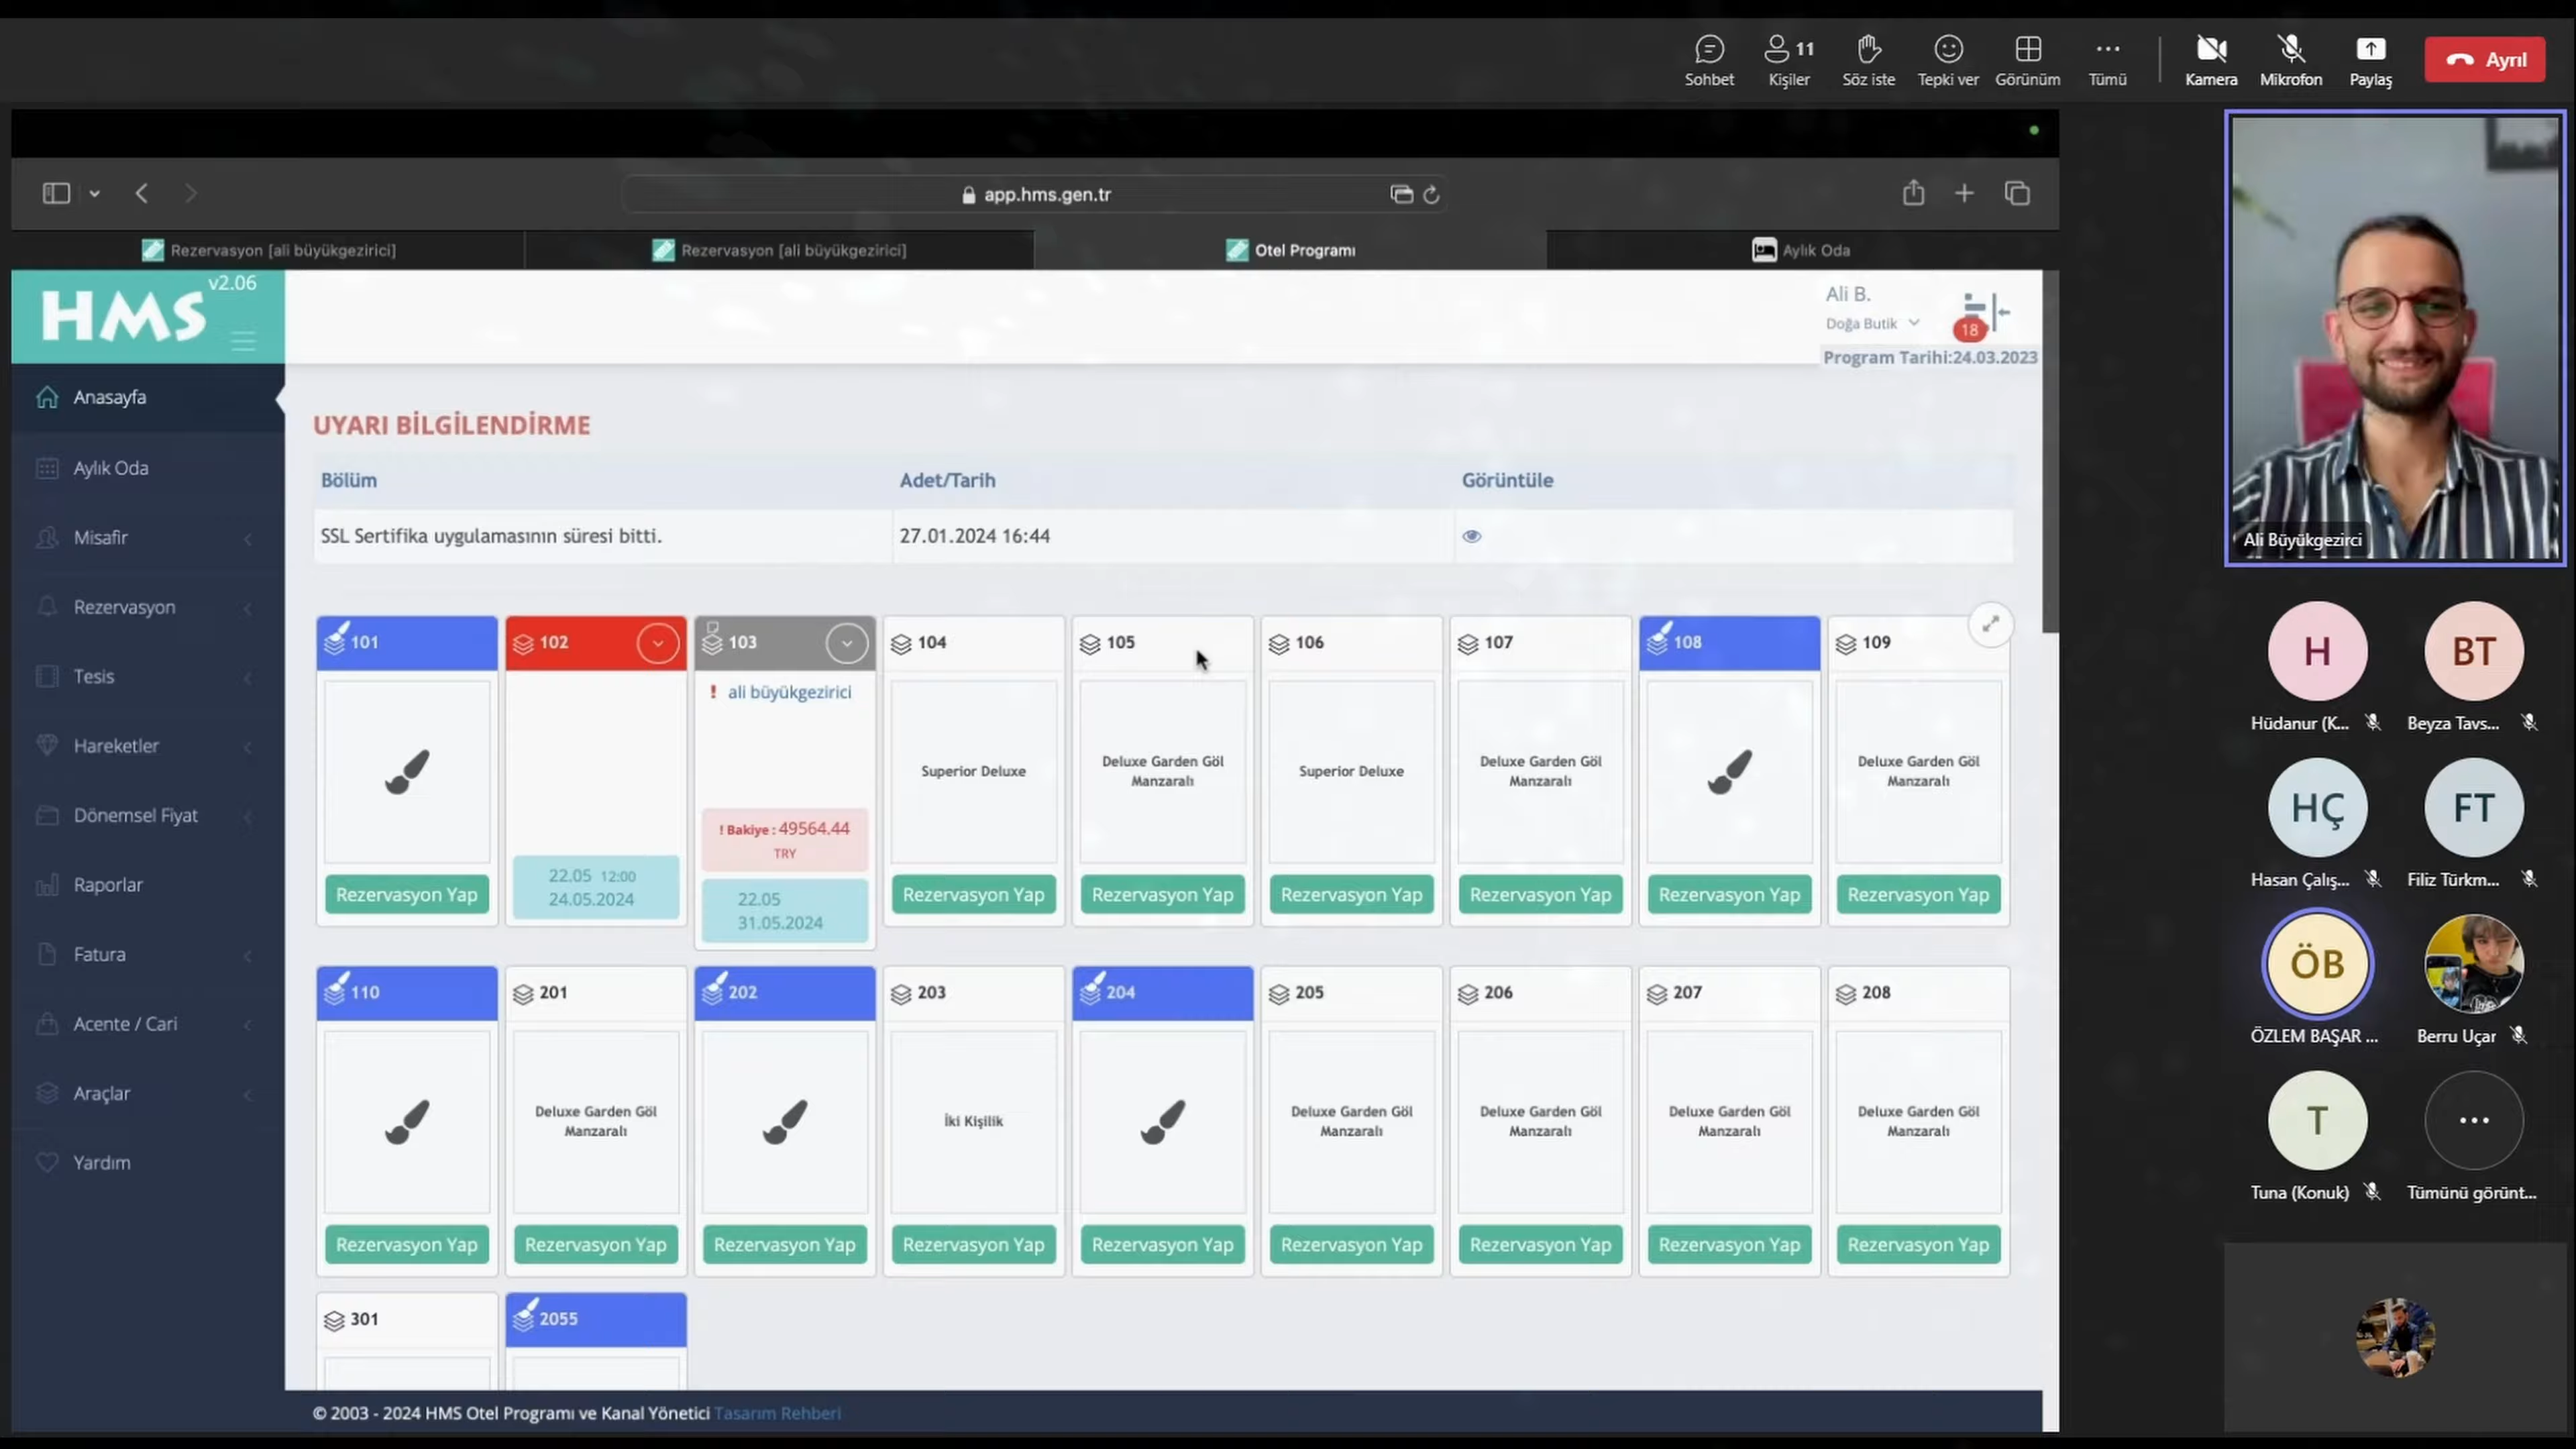 Sohbet
11
Kişiler
Söz iste
Tepki ver
Görünüm
Tümü
Kamera
Mikrofon
Paylaş
Ayrıl
app.hms.gen.tr
Rezervasyon [ali büyükgezirici]
Rezervasyon [ali büyükgezirici]
Otel Programı
Aylık Oda
HMS
v2.06
Ali B.
Doğa Butik
18
Program Tarihi:24.03.2023
Anasayfa
Aylık Oda
Misafir
Rezervasyon
Tesis
Hareketler
Dönemsel Fiyat
Raporlar
Fatura
Acente / Cari
Araçlar
Yardım
UYARI BİLGİLENDİRME
Bölüm
Adet/Tarih
Görüntüle
SSL Sertifika uygulamasının süresi bitti.
27.01.2024 16:44
101
Rezervasyon Yap
102
22.05 12:00
24.05.2024
103
! ali büyükgezirici
! Bakiye : 49564.44
TRY
22.05
31.05.2024
104
Superior Deluxe
Rezervasyon Yap
105
Deluxe Garden Göl
Manzaralı
Rezervasyon Yap
106
Superior Deluxe
Rezervasyon Yap
107
Deluxe Garden Göl
Manzaralı
Rezervasyon Yap
108
Rezervasyon Yap
109
Deluxe Garden Göl
Manzaralı
Rezervasyon Yap
110
Rezervasyon Yap
201
Deluxe Garden Göl
Manzaralı
Rezervasyon Yap
202
Rezervasyon Yap
203
İki Kişilik
Rezervasyon Yap
204
Rezervasyon Yap
205
Deluxe Garden Göl
Manzaralı
Rezervasyon Yap
206
Deluxe Garden Göl
Manzaralı
Rezervasyon Yap
207
Deluxe Garden Göl
Manzaralı
Rezervasyon Yap
208
Deluxe Garden Göl
Manzaralı
Rezervasyon Yap
301
2055
© 2003 - 2024 HMS Otel Programı ve Kanal Yönetici Tasarım Rehberi
Ali Büyükgezirci
H
Hüdanur (K...
BT
Beyza Tavs...
HÇ
Hasan Çalış...
FT
Filiz Türkm...
ÖB
ÖZLEM BAŞAR ...
Berru Uçar
T
Tuna (Konuk)
...
Tümünü görünt...